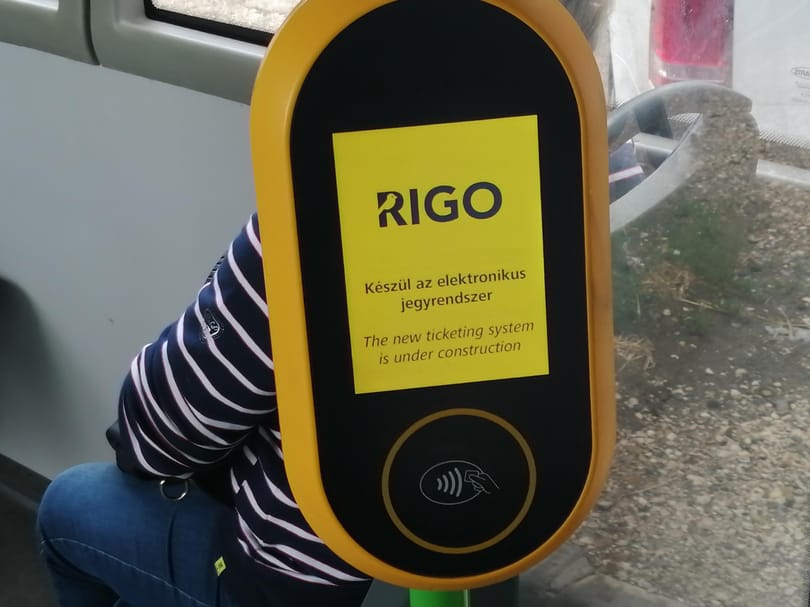 RIGO
Készül az elektronikus
jegyrendszer
The new ticketing system
is under construction